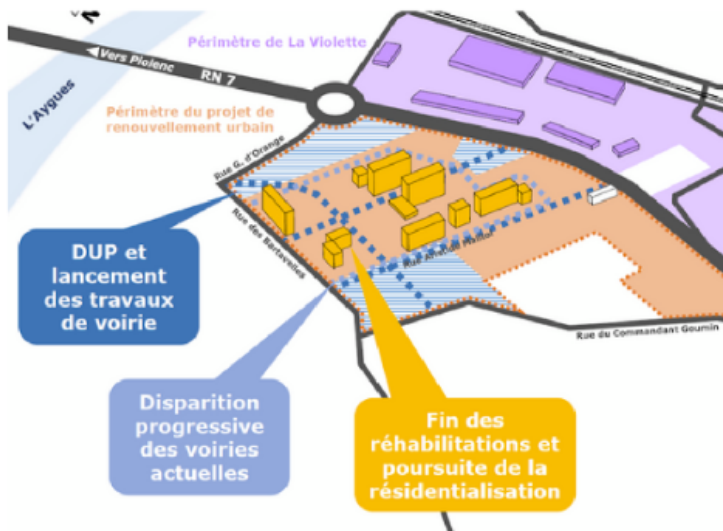 N
Périmètre de La Violette
Vers Piolenc
RN 7
L'Aygues
Périmètre du projet de
renouvellement urbain
Rue G. d'Orange
Rue des Bartavelles
DUP et
lancement
des travaux
de voirie
Rue du Commandant Goumin
Disparition
progressive
des voiries
actuelles
Fin des
réhabilitations et
poursuite de la
résidentialisation